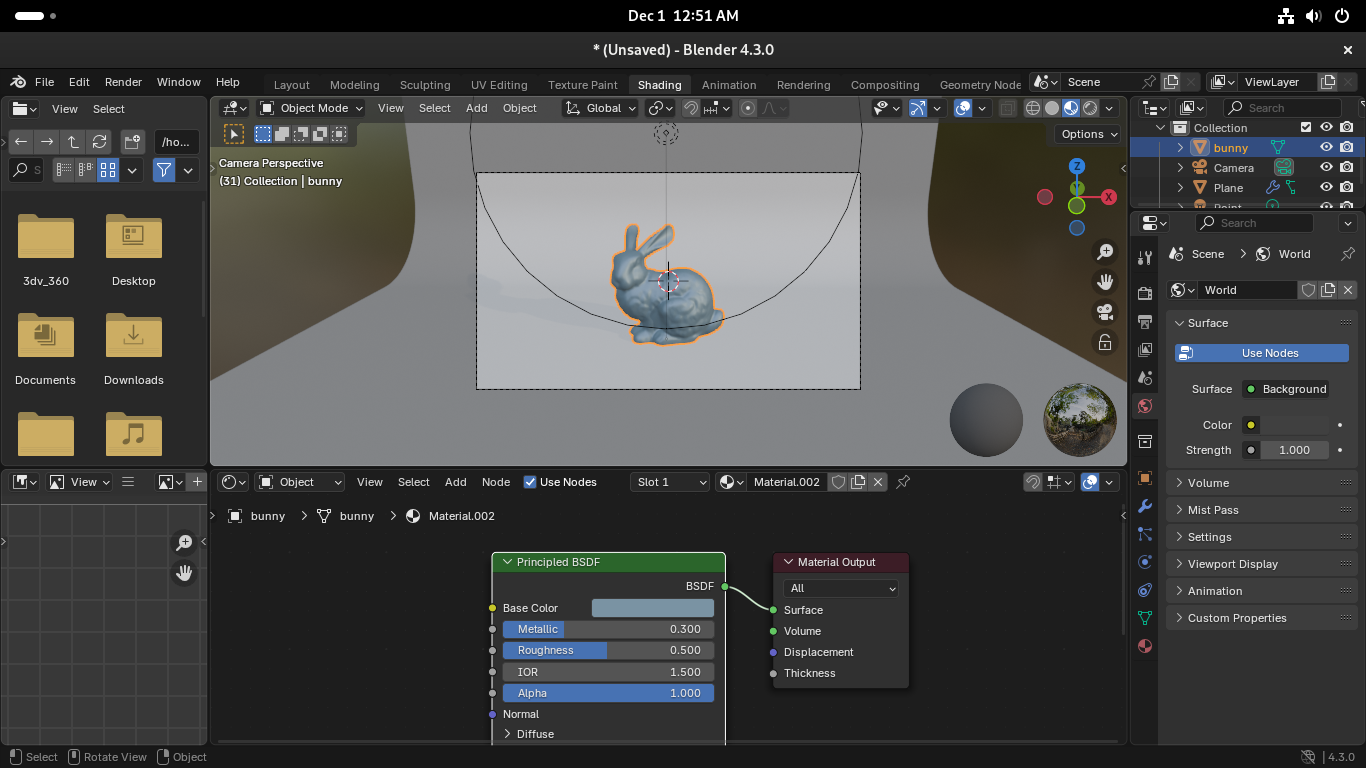 Dec 1 12:51 AM
* (Unsaved) - Blender 4.3.0
File Edit Render Window Help Layout Modeling Sculpting UV Editing Texture Paint Shading Animation Rendering Compositing Geometry Node Scene ViewLayer
View Select Object Mode View Select Add Object Global Search
Options
/ho...
S
Camera Perspective
(31) Collection | bunny
Z
Y
X
3dv_360 Desktop
Documents Downloads
Collection
bunny
Camera
Plane
Point
Search
Scene World
World
Surface
Use Nodes
Surface Background
Color
Strength 1.000
Volume
Mist Pass
Settings
Viewport Display
Animation
Custom Properties
View
Object View Select Add Node Use Nodes Slot 1 Material.002
bunny bunny Material.002
Principled BSDF
BSDF
Base Color
Metallic 0.300
Roughness 0.500
IOR 1.500
Alpha 1.000
Normal
Diffuse
Material Output
All
Surface
Volume
Displacement
Thickness
Select Rotate View Object 4.3.0